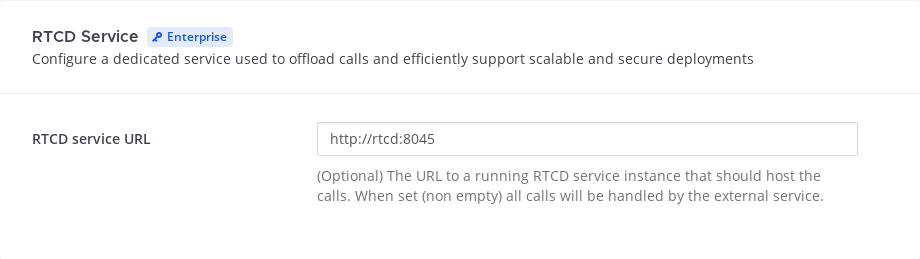 RTCD Service Enterprise
Configure a dedicated service used to offload calls and efficiently support scalable and secure deployments
RTCD service URL
http://rtcd:8045
(Optional) The URL to a running RTCD service instance that should host the
calls. When set (non empty) all calls will be handled by the external service.